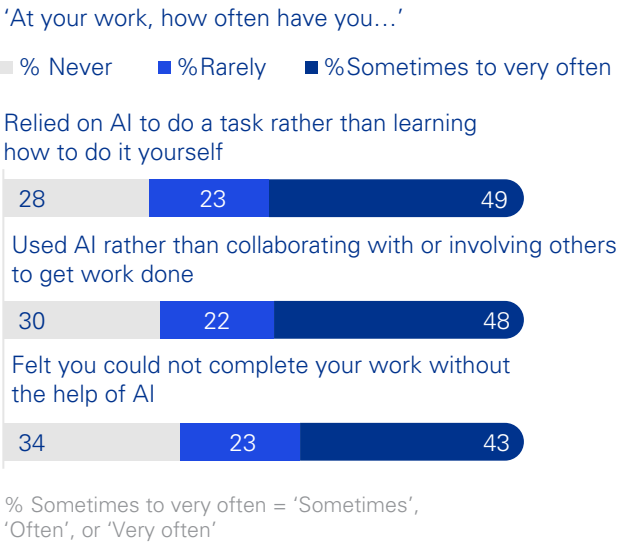 ‘At your work, how often have you…’
% Never %Rarely %Sometimes to very often
Relied on AI to do a task rather than learning
how to do it yourself
28 23 49
Used AI rather than collaborating with or involving others
to get work done
30 22 48
Felt you could not complete your work without
the help of AI
34 23 43
% Sometimes to very often = ‘Sometimes’,
‘Often’, or ‘Very often’